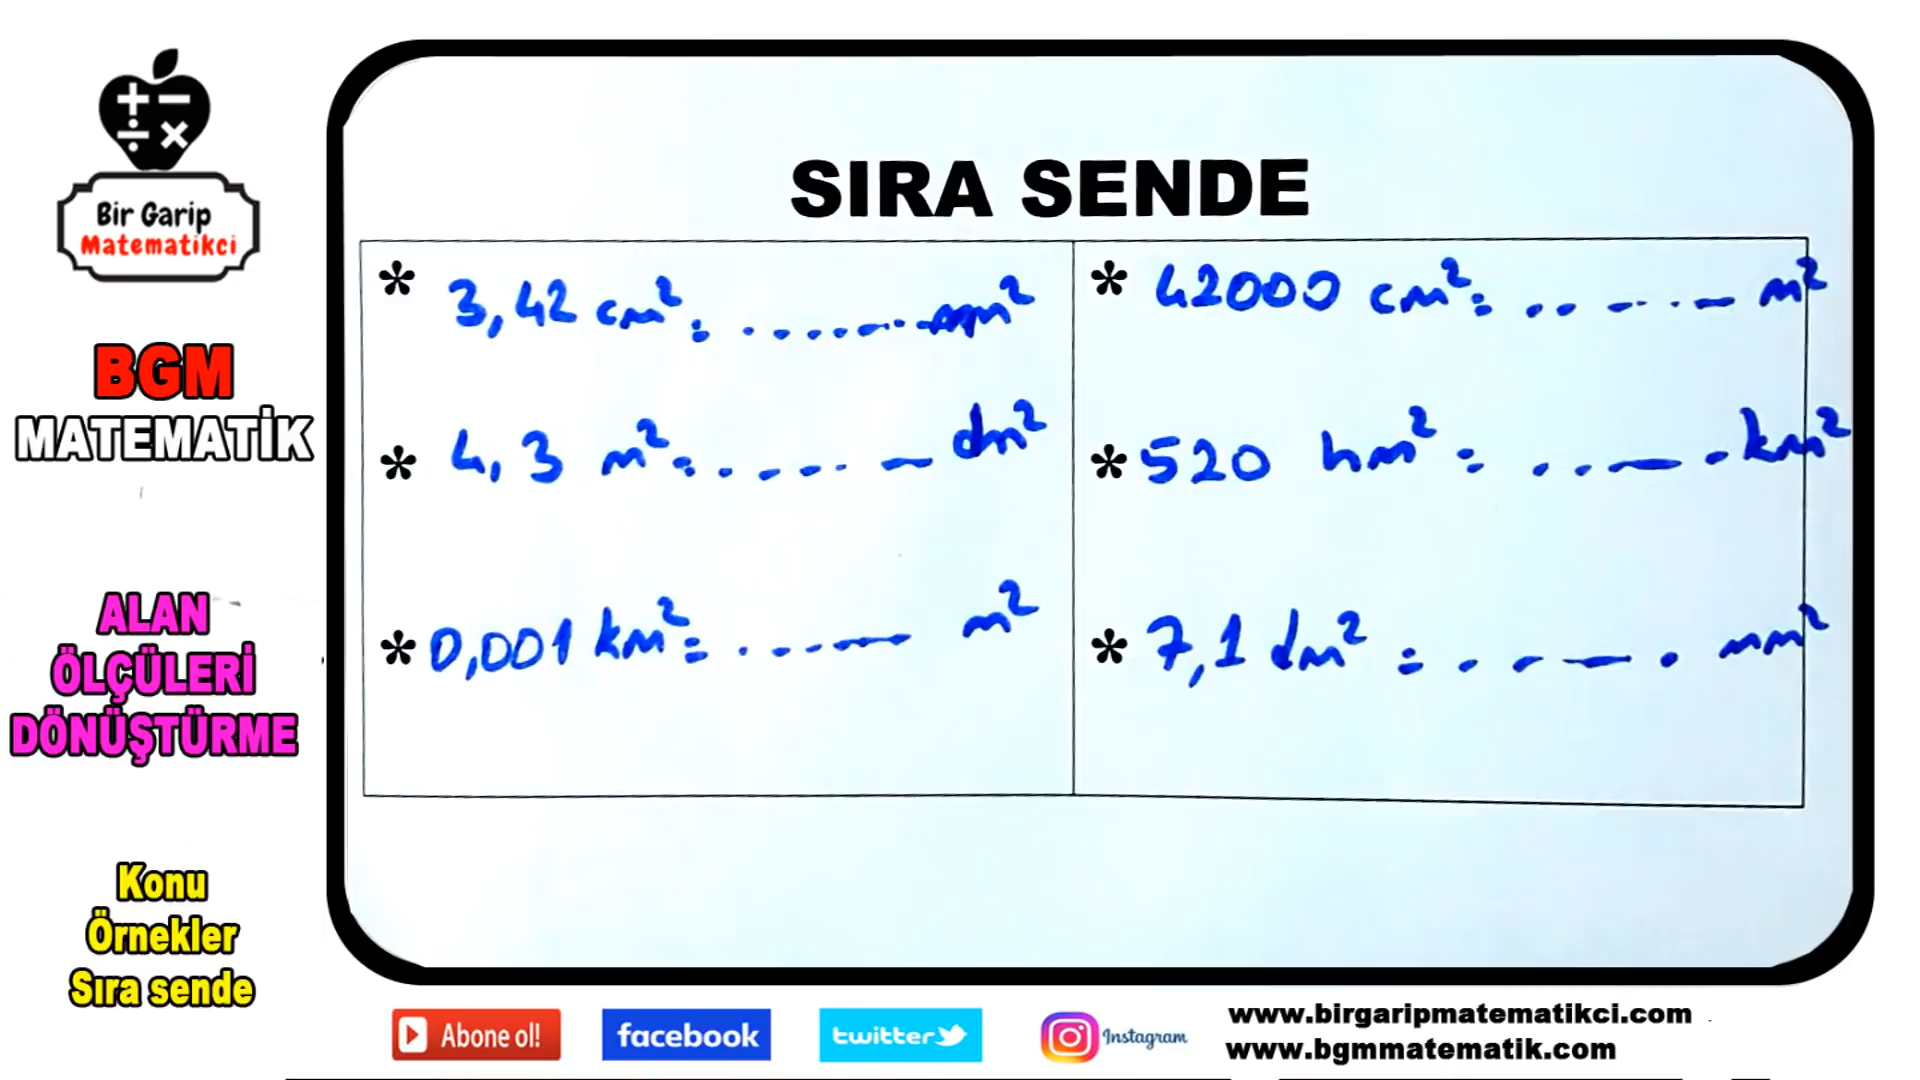 Bir Garip
Matematikci
BGM
MATEMATİK
ALAN
ÖLÇÜLERİ
DÖNÜŞTÜRME
Konu
Örnekler
Sıra sende
SIRA SENDE
* 3,42 cm² = ............ mm²
* 4,3 m² = ............ dm²
* 0,001 km² = ............ m²
* 42000 cm² = ............ m²
* 520 hm² = ............ km²
* 7,1 dm² = ............ mm²
Abone ol!
facebook
twitter
Instagram
www.birgaripmatematikci.com
www.bgmmatematik.com